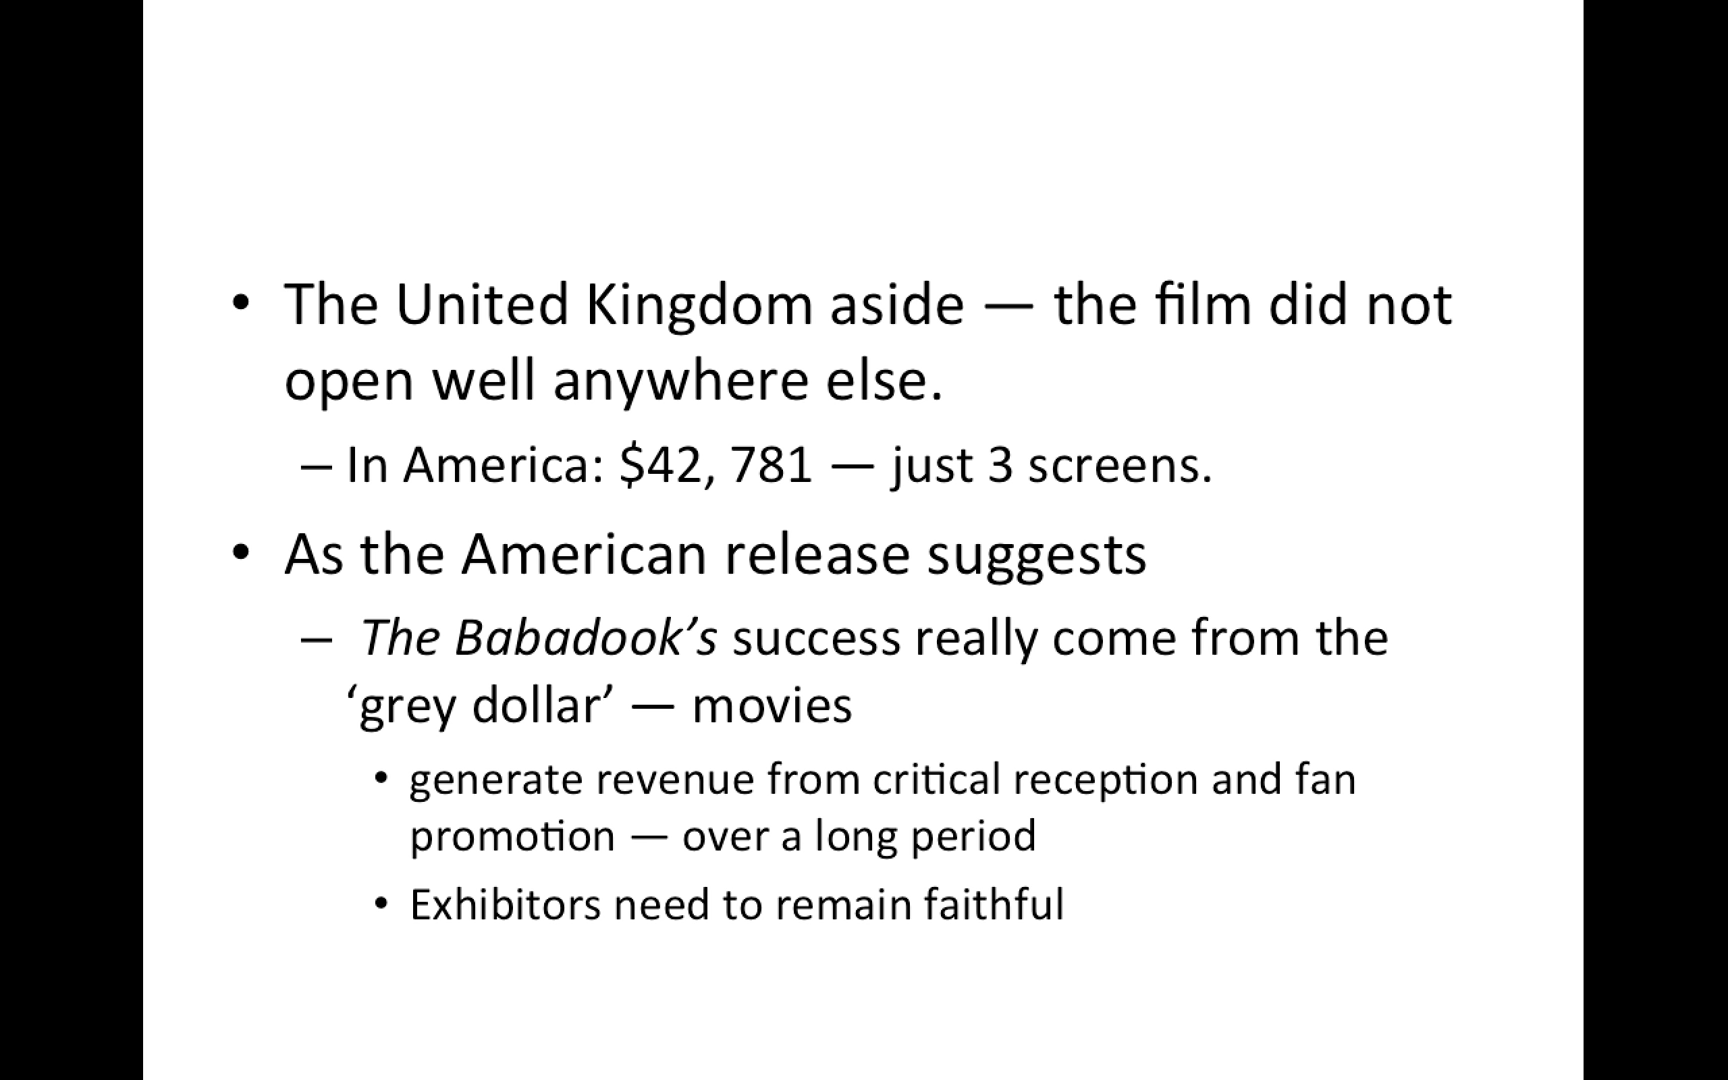 • The United Kingdom aside — the film did not
open well anywhere else.
– In America: $42, 781 — just 3 screens.
• As the American release suggests
– The Babadook’s success really come from the
‘grey dollar’ — movies
• generate revenue from critical reception and fan
promotion — over a long period
• Exhibitors need to remain faithful